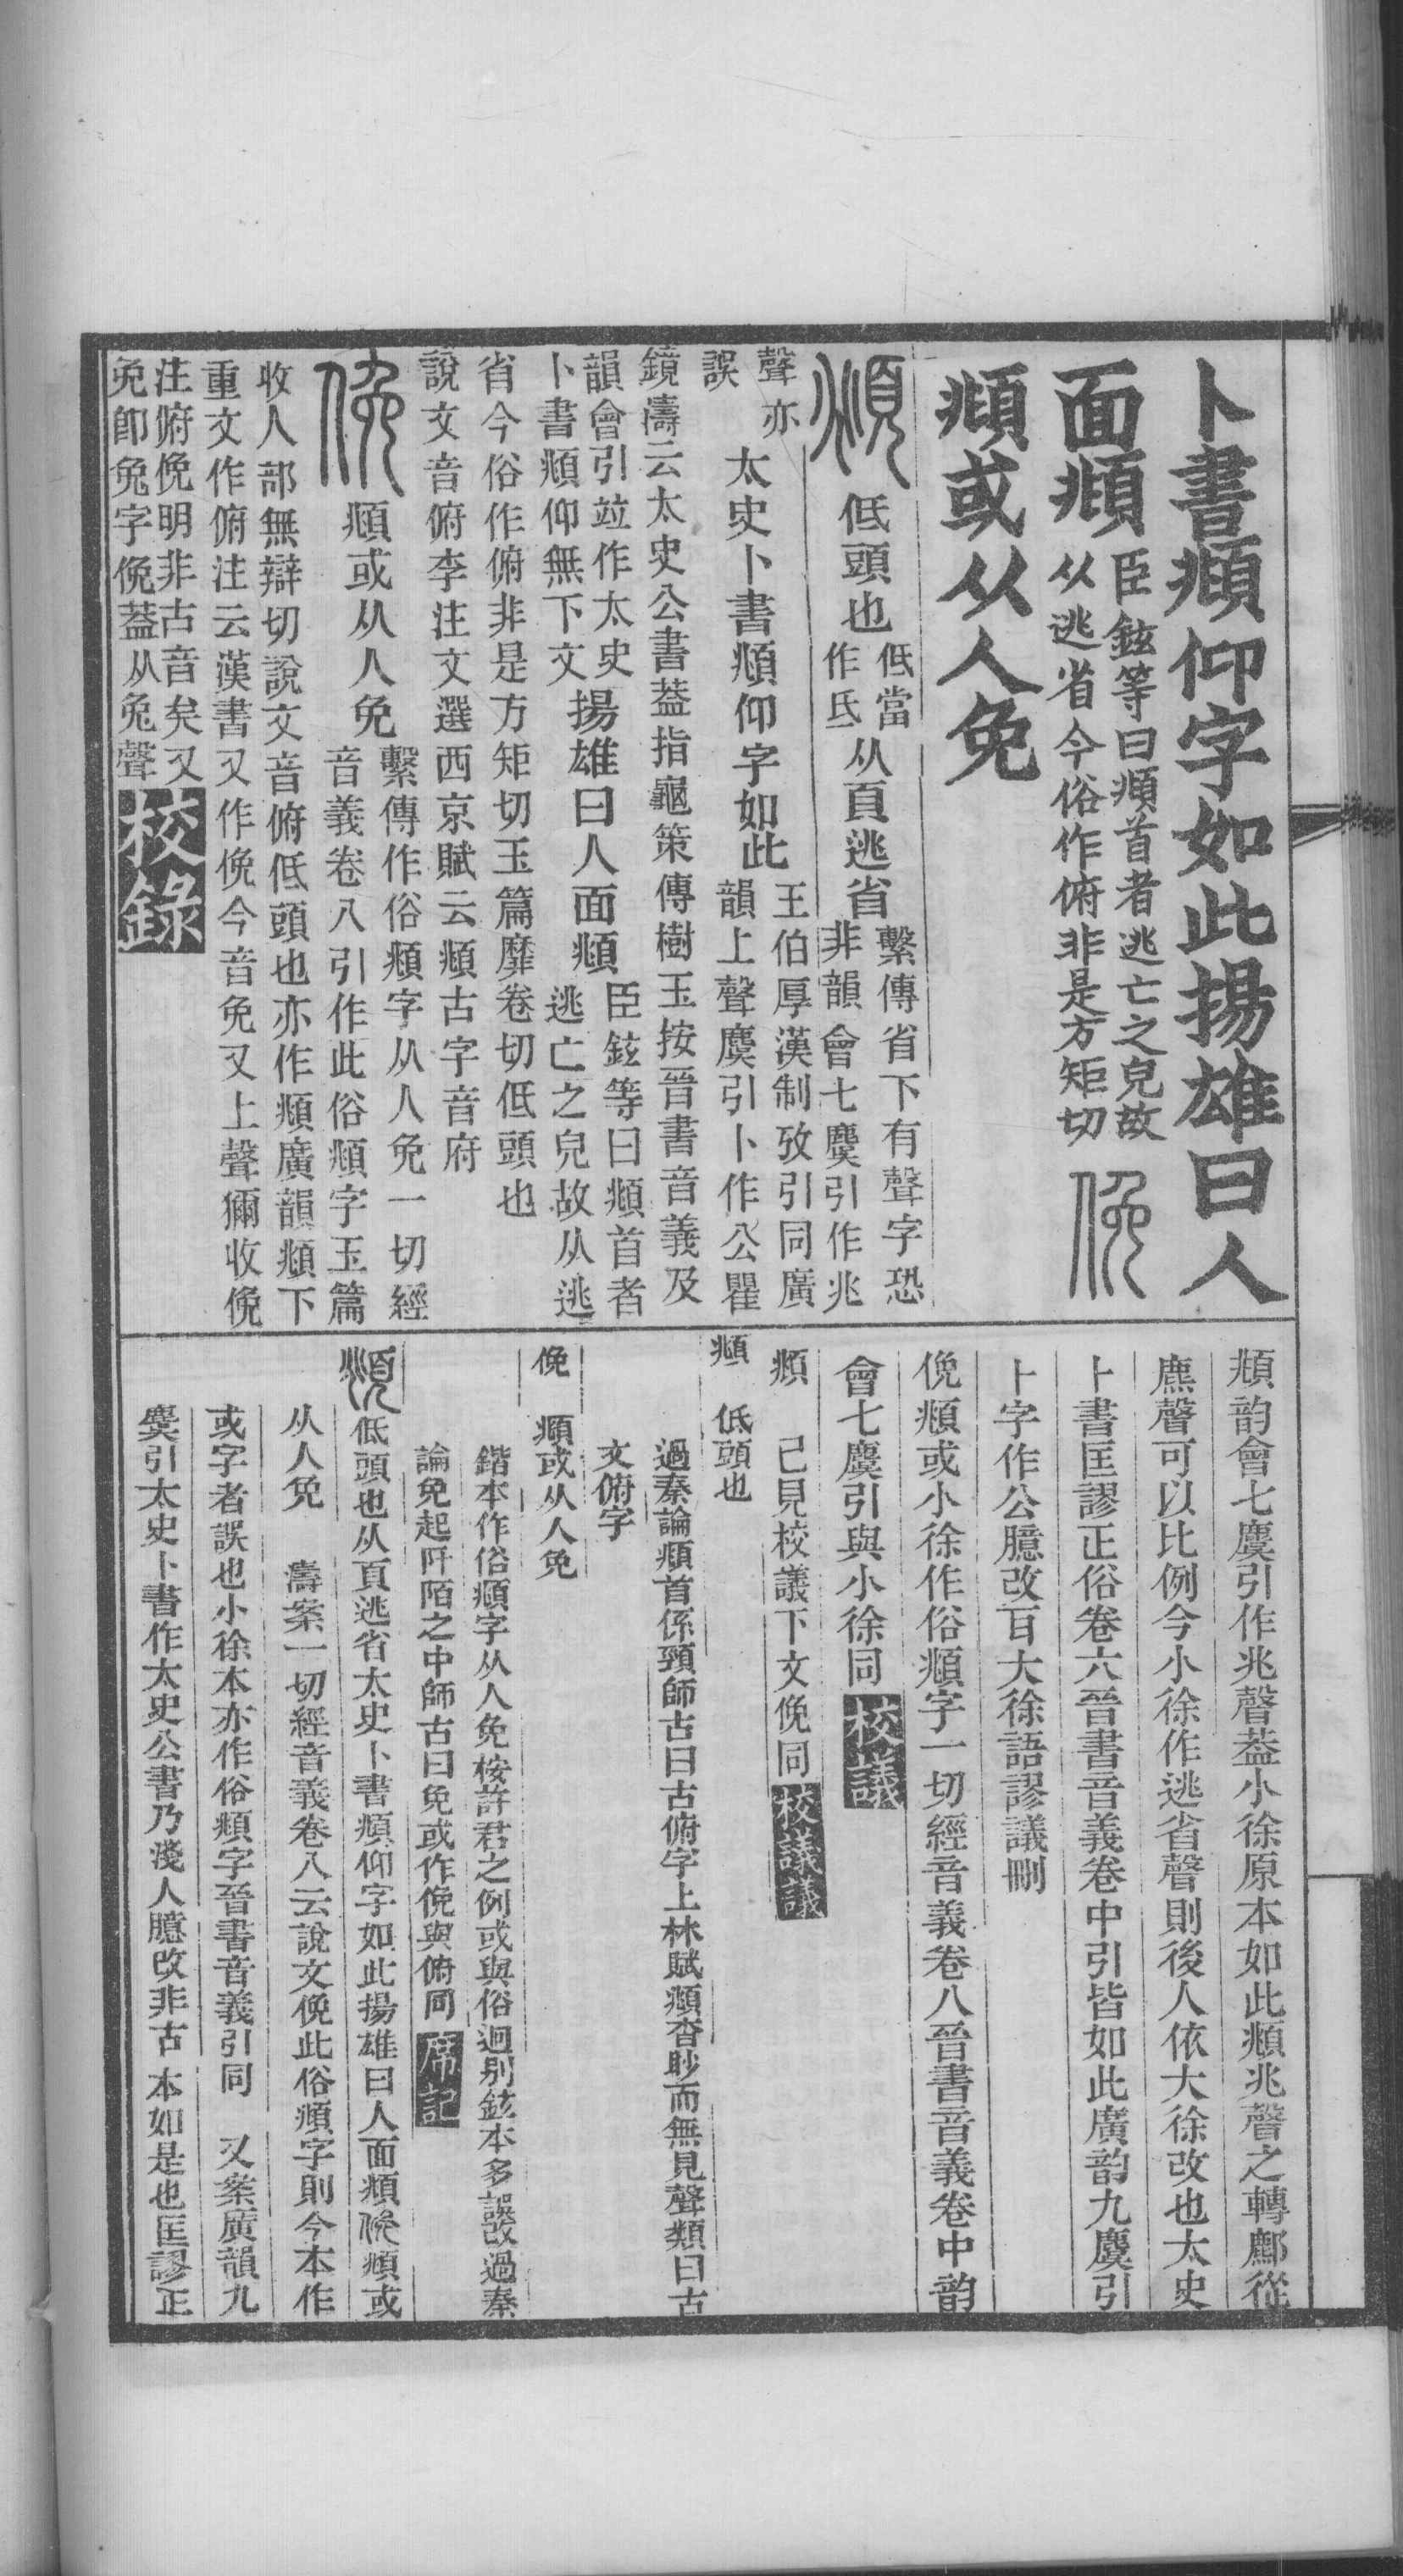 卜書頫仰字如此揚雄曰人
面頫
臣鉉等曰頫首者逃亡之皃故
从逃省今俗作俯非是方矩切
俛
頫或从人免
頫
低頭也
低當
作氐
从頁逃省
繫傳省下有聲字恐
非韻會七麌引作兆
聲亦
誤
太史卜書頫仰字如此
王伯厚漢制攷引同廣
韻上聲麌引卜作公瞿
鏡濤云太史公書葢指龜策傳樹玉按晉書音義及
韻會引竝作太史
卜書頫仰無下文
揚雄曰人面頫
臣鉉等曰頫首者
逃亡之皃故从逃
省今俗作俯非是方矩切玉篇靡卷切低頭也
說文音俯李注文選西京賦云頫古字音府
俛
頫或从人免
繫傳作俗頫字从人免一切經
音義卷八引作此俗頫字玉篇
收人部無辯切說文音俯低頭也亦作頫廣韻頫下
重文作俯注云漢書又作俛今音免又上聲獮收俛
注俯俛明非古音矣又
免卽兔字俛葢从兔聲
校錄
頫韵會七麌引作兆聲葢小徐原本如此頫兆聲之轉鄜從
麃聲可以比例今小徐作逃省聲則後人依大徐改也太史
卜書匡謬正俗卷六晉書音義卷中引皆如此廣韵九麌引
卜字作公臆改百大徐語謬議刪
俛頫或小徐作俗頫字一切經音義卷八晉書音義卷中韵
會七麌引與小徐同
校議
頫
己見校議下文俛同
校議議
頫
低頭也
過秦論頫首係頸師古曰古俯字上林賦頫杳眇而無見聲類曰古
文俯字
俛
頫或从人免
鍇本作俗頫字从人免桉許君之例或與俗迥别鉉本多誤改過秦
論免起阡陌之中師古曰免或作俛與俯同
席記
頫
低頭也从頁逃省太史卜書頫仰字如此揚雄曰人面頫俛頫或
从人免　濤案一切經音義卷八云說文俛此俗頫字則今本作
或字者誤也小徐本亦作俗頫字晉書音義引同　又案廣韻九
麌引太史卜書作太史公書乃淺人臆改非古本如是也匡謬正